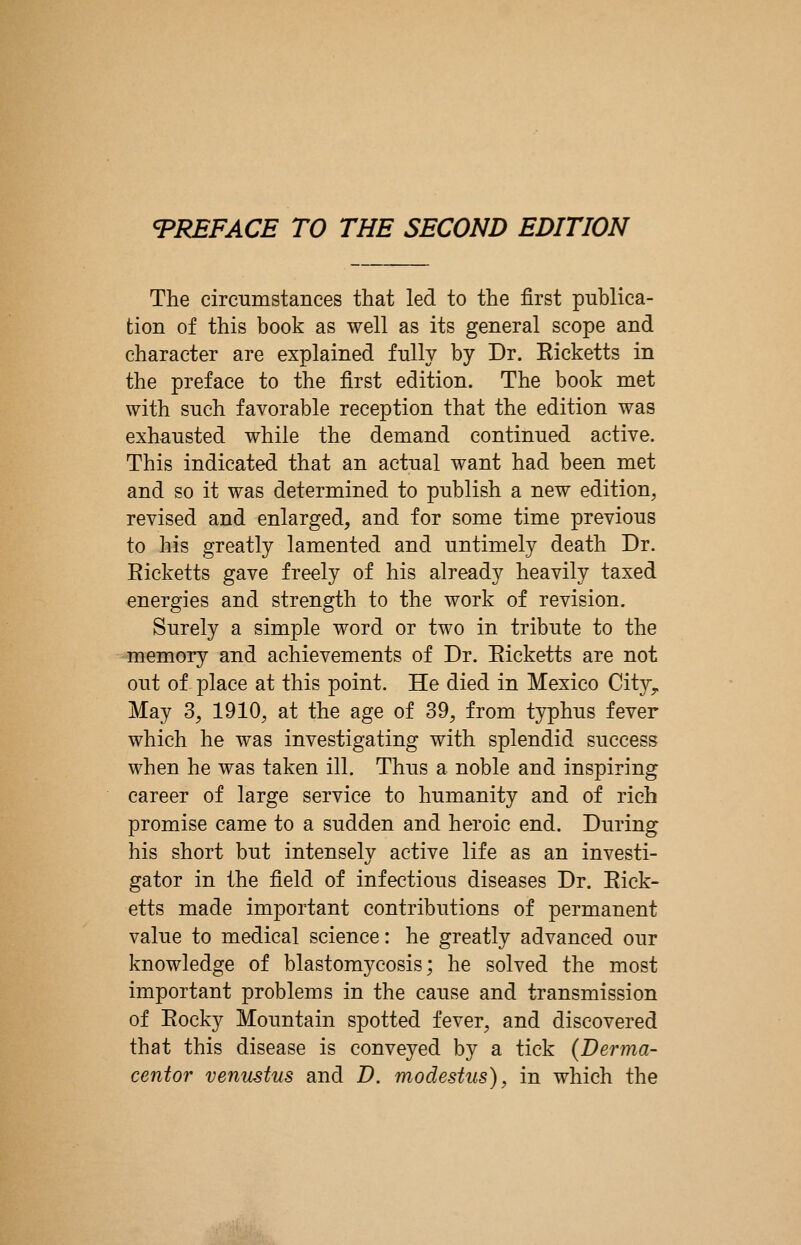 PREFACE TO THE SECOND EDITION
The circumstances that led to the first publica-
tion of this book as well as its general scope and
character are explained fully by Dr. Ricketts in
the preface to the first edition. The book met
with such favorable reception that the edition was
exhausted while the demand continued active.
This indicated that an actual want had been met
and so it was determined to publish a new edition,
revised and enlarged, and for some time previous
to his greatly lamented and untimely death Dr.
Ricketts gave freely of his already heavily taxed
energies and strength to the work of revision.
Surely a simple word or two in tribute to the
memory and achievements of Dr. Ricketts are not
out of place at this point. He died in Mexico City,
May 3, 1910, at the age of 39, from typhus fever
which he was investigating with splendid success
when he was taken ill. Thus a noble and inspiring
career of large service to humanity and of rich
promise came to a sudden and heroic end. During
his short but intensely active life as an investi-
gator in the field of infectious diseases Dr. Rick-
etts made important contributions of permanent
value to medical science: he greatly advanced our
knowledge of blastomycosis; he solved the most
important problems in the cause and transmission
of Rocky Mountain spotted fever, and discovered
that this disease is conveyed by a tick (Derma-
centor venustus and D. modestus), in which the